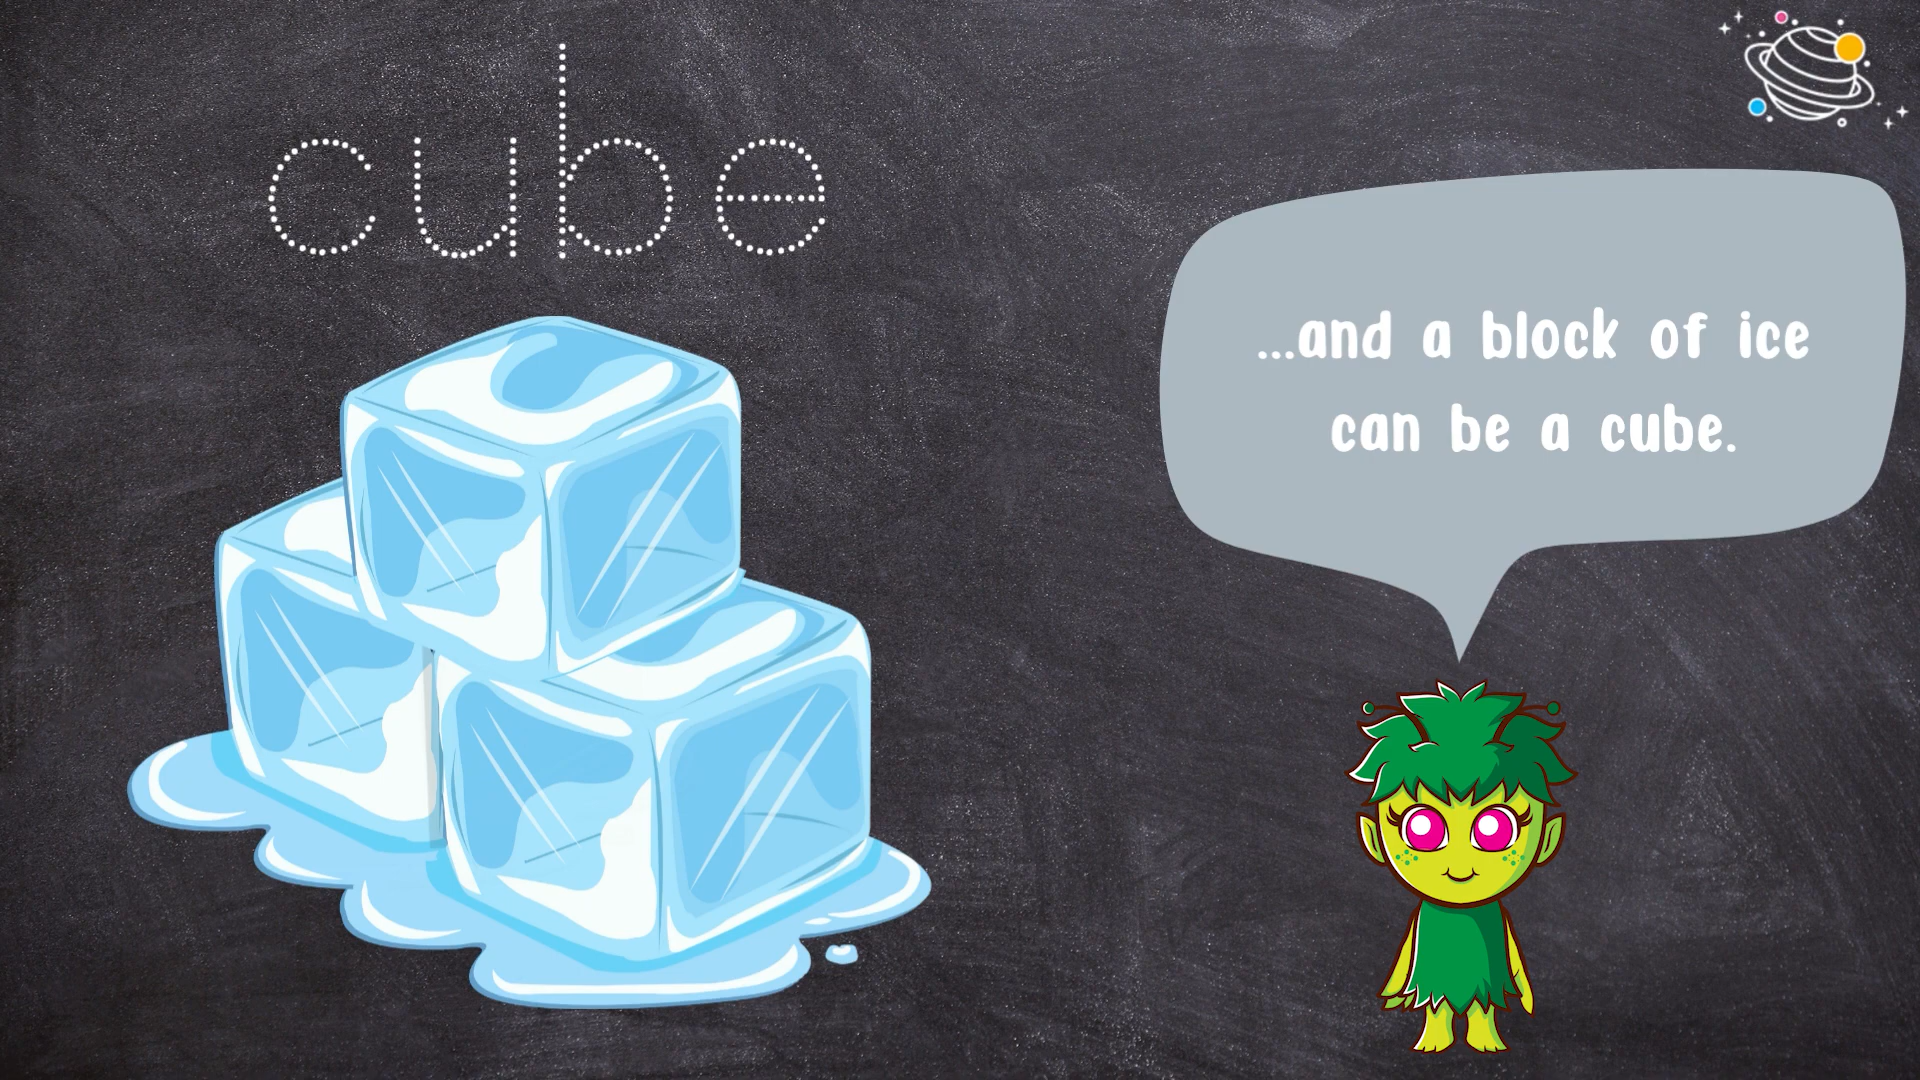 cube
...and a block of ice
can be a cube.